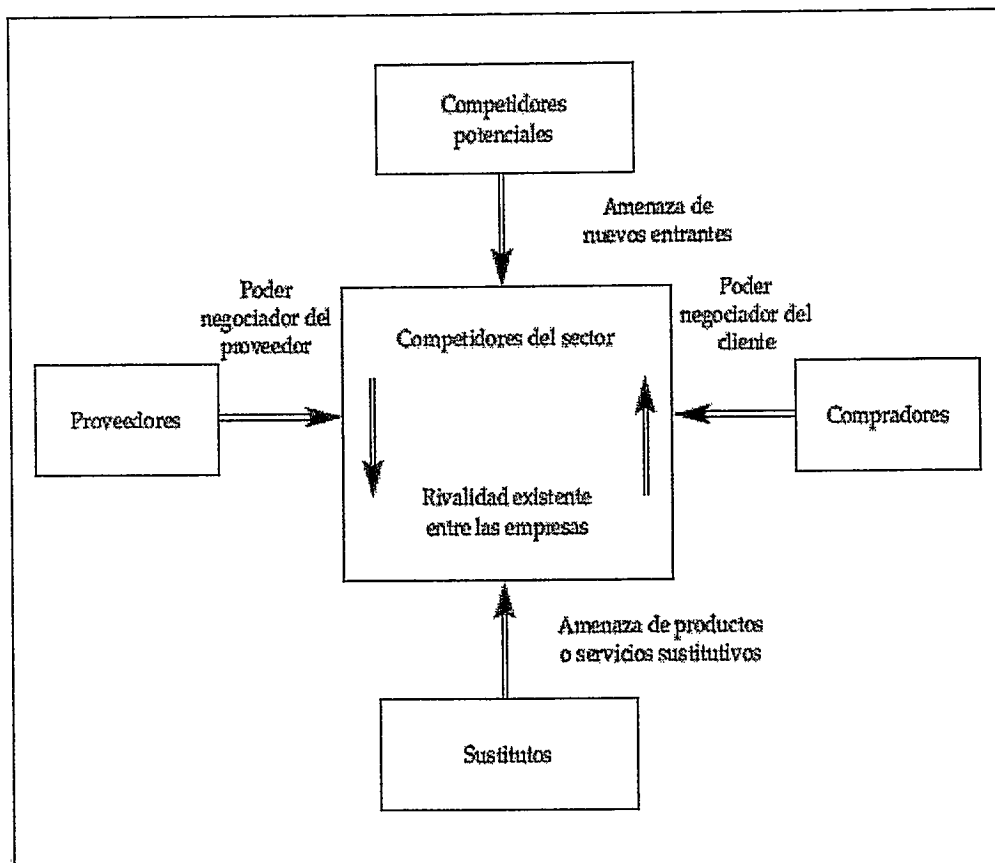 Competidores
potenciales
Amenaza de
nuevos entrantes
Poder
negociador del
proveedor
Poder
negociador del
cliente
Competidores del sector
Proveedores
Compradores
Rivalidad existente
entre las empresas
Amenaza de productos
o servicios sustitutivos
Sustitutos